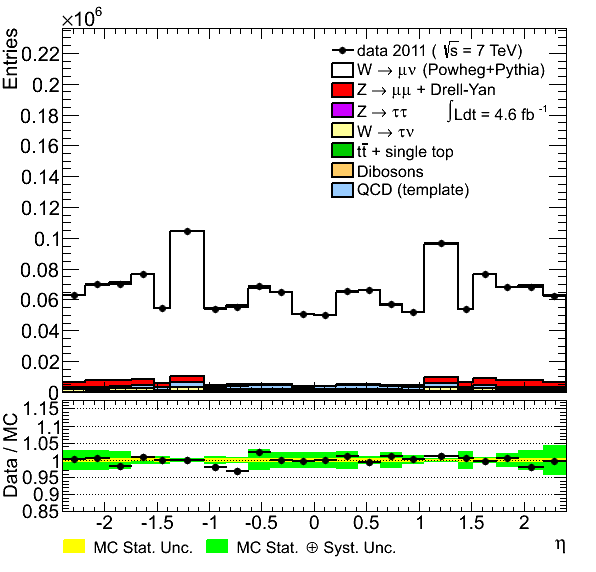 ×10⁶
Entries
0.22
0.2
0.18
0.16
0.14
0.12
0.1
0.08
0.06
0.04
0.02
0
data 2011 ( √s = 7 TeV)
W → μν (Powheg+Pythia)
Z → μμ + Drell-Yan
Z → ττ
∫Ldt = 4.6 fb⁻¹
W → τν
tt̄ + single top
Dibosons
QCD (template)
Data / MC
1.15
1.1
1.05
1
0.95
0.9
0.85
-2 -1.5 -1 -0.5 0 0.5 1 1.5 2
η
MC Stat. Unc. MC Stat. ⊕ Syst. Unc.